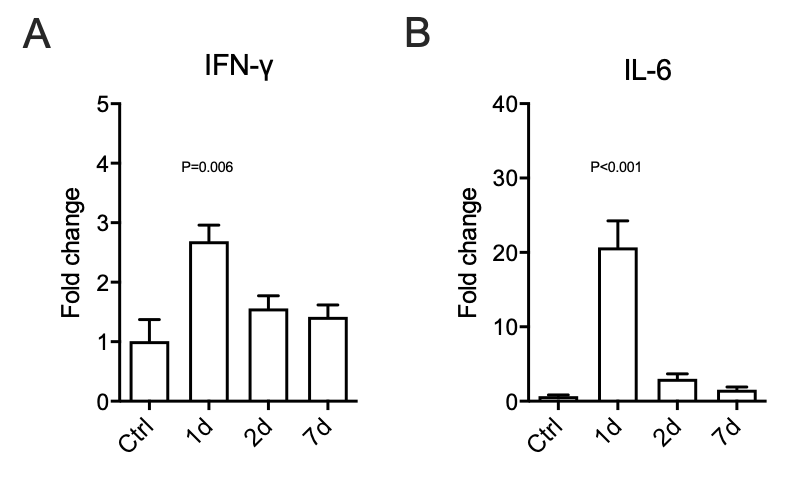 A
IFN-γ
5
4
3
2
1
0
Fold change
P=0.006
Ctrl
1d
2d
7d
B
IL-6
40
30
20
10
0
Fold change
P<0.001
Ctrl
1d
2d
7d